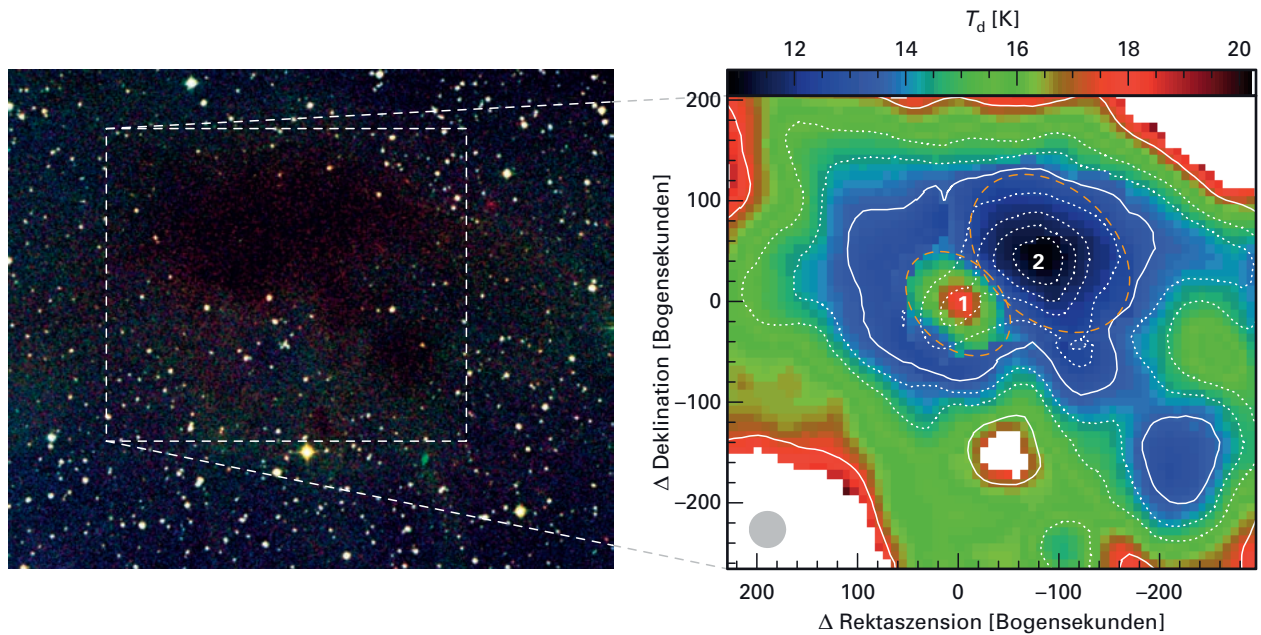 T_d [K]
12 14 16 18 20
200
100
0
−100
−200
Δ Deklination [Bogensekunden]
2
1
200 100 0 −100 −200
Δ Rektaszension [Bogensekunden]